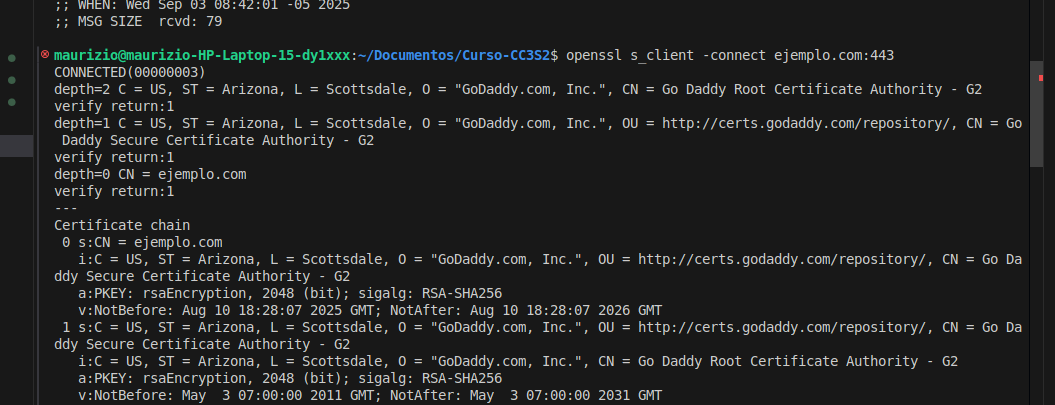 ;; WHEN: Wed Sep 03 08:42:01 -05 2025
;; MSG SIZE  rcvd: 79
maurizio@maurizio-HP-Laptop-15-dy1xxx:~/Documentos/Curso-CC3S2$ openssl s_client -connect ejemplo.com:443
CONNECTED(00000003)
depth=2 C = US, ST = Arizona, L = Scottsdale, O = "GoDaddy.com, Inc.", CN = Go Daddy Root Certificate Authority - G2
verify return:1
depth=1 C = US, ST = Arizona, L = Scottsdale, O = "GoDaddy.com, Inc.", OU = http://certs.godaddy.com/repository/, CN = Go
 Daddy Secure Certificate Authority - G2
verify return:1
depth=0 CN = ejemplo.com
verify return:1
---
Certificate chain
 0 s:CN = ejemplo.com
   i:C = US, ST = Arizona, L = Scottsdale, O = "GoDaddy.com, Inc.", OU = http://certs.godaddy.com/repository/, CN = Go Da
ddy Secure Certificate Authority - G2
   a:PKEY: rsaEncryption, 2048 (bit); sigalg: RSA-SHA256
   v:NotBefore: Aug 10 18:28:07 2025 GMT; NotAfter: Aug 10 18:28:07 2026 GMT
 1 s:C = US, ST = Arizona, L = Scottsdale, O = "GoDaddy.com, Inc.", OU = http://certs.godaddy.com/repository/, CN = Go Da
ddy Secure Certificate Authority - G2
   i:C = US, ST = Arizona, L = Scottsdale, O = "GoDaddy.com, Inc.", CN = Go Daddy Root Certificate Authority - G2
   a:PKEY: rsaEncryption, 2048 (bit); sigalg: RSA-SHA256
   v:NotBefore: May  3 07:00:00 2011 GMT; NotAfter: May  3 07:00:00 2031 GMT